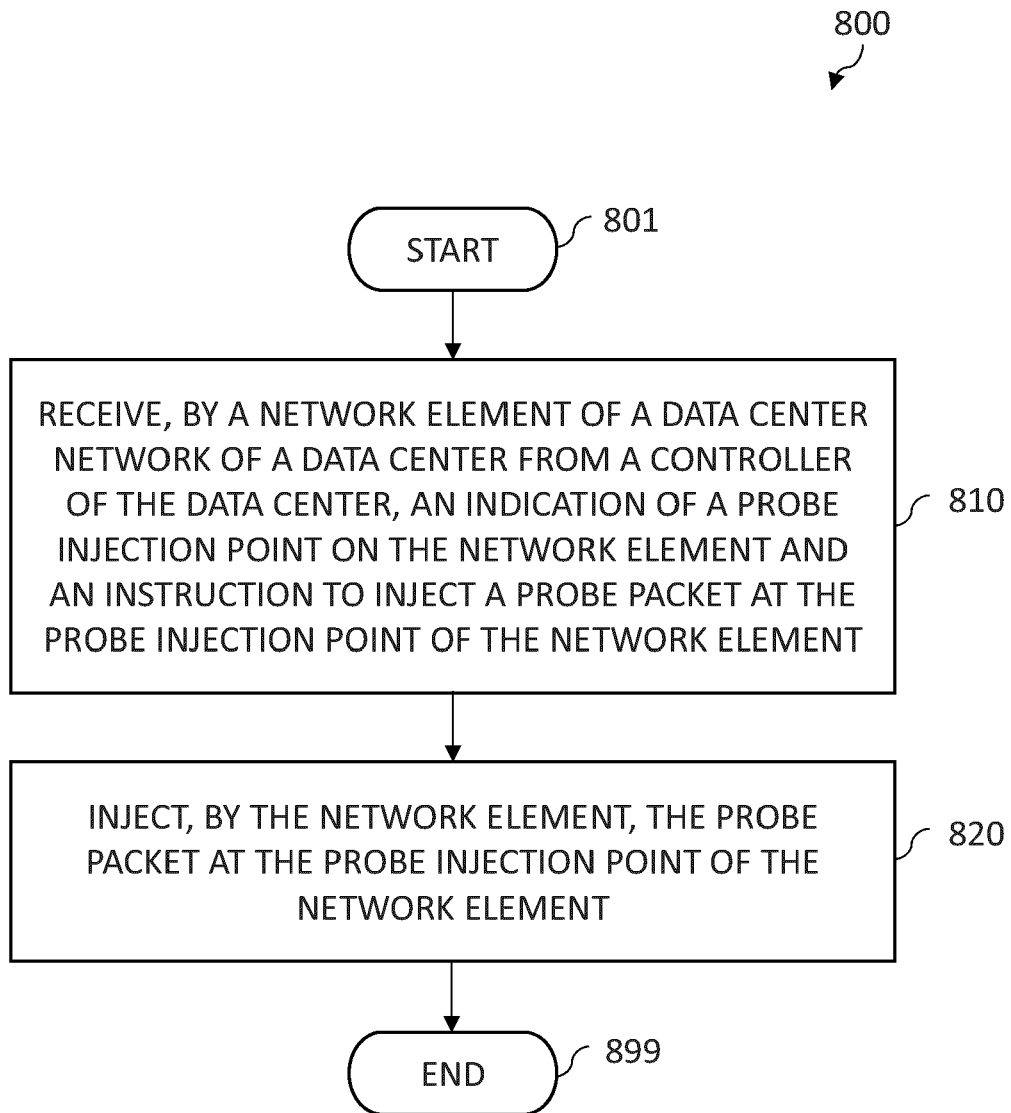 800
START
801
RECEIVE, BY A NETWORK ELEMENT OF A DATA CENTER
NETWORK OF A DATA CENTER FROM A CONTROLLER
OF THE DATA CENTER, AN INDICATION OF A PROBE
INJECTION POINT ON THE NETWORK ELEMENT AND
AN INSTRUCTION TO INJECT A PROBE PACKET AT THE
PROBE INJECTION POINT OF THE NETWORK ELEMENT
810
INJECT, BY THE NETWORK ELEMENT, THE PROBE
PACKET AT THE PROBE INJECTION POINT OF THE
NETWORK ELEMENT
820
END
899